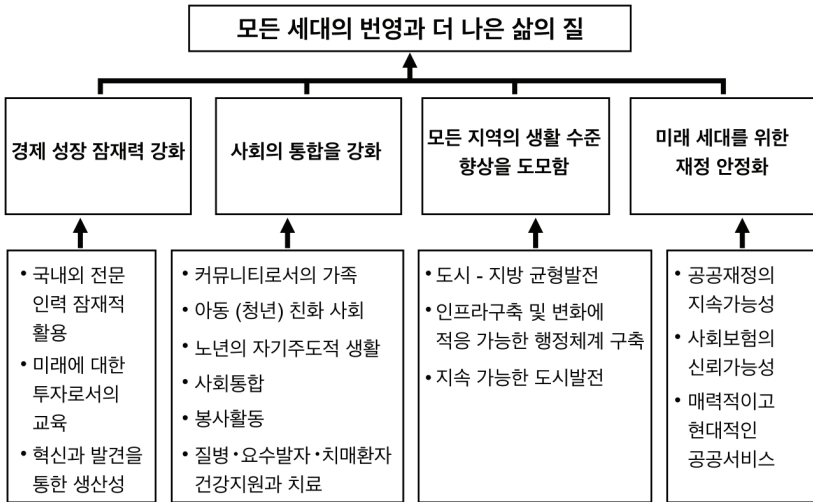 모든 세대의 번영과 더 나은 삶의 질
경제 성장 잠재력 강화
사회의 통합을 강화
모든 지역의 생활 수준
향상을 도모함
미래 세대를 위한
재정 안정화
• 국내외 전문
인력 잠재적
활용
• 미래에 대한
투자로서의
교육
• 혁신과 발견을
통한 생산성
• 커뮤니티로서의 가족
• 아동 (청년) 친화 사회
• 노년의 자기주도적 생활
• 사회통합
• 봉사활동
• 질병·요수발자·치매환자
건강지원과 치료
• 도시 - 지방 균형발전
• 인프라구축 및 변화에
적응 가능한 행정체계 구축
• 지속 가능한 도시발전
• 공공재정의
지속가능성
• 사회보험의
신뢰가능성
• 매력적이고
현대적인
공공서비스